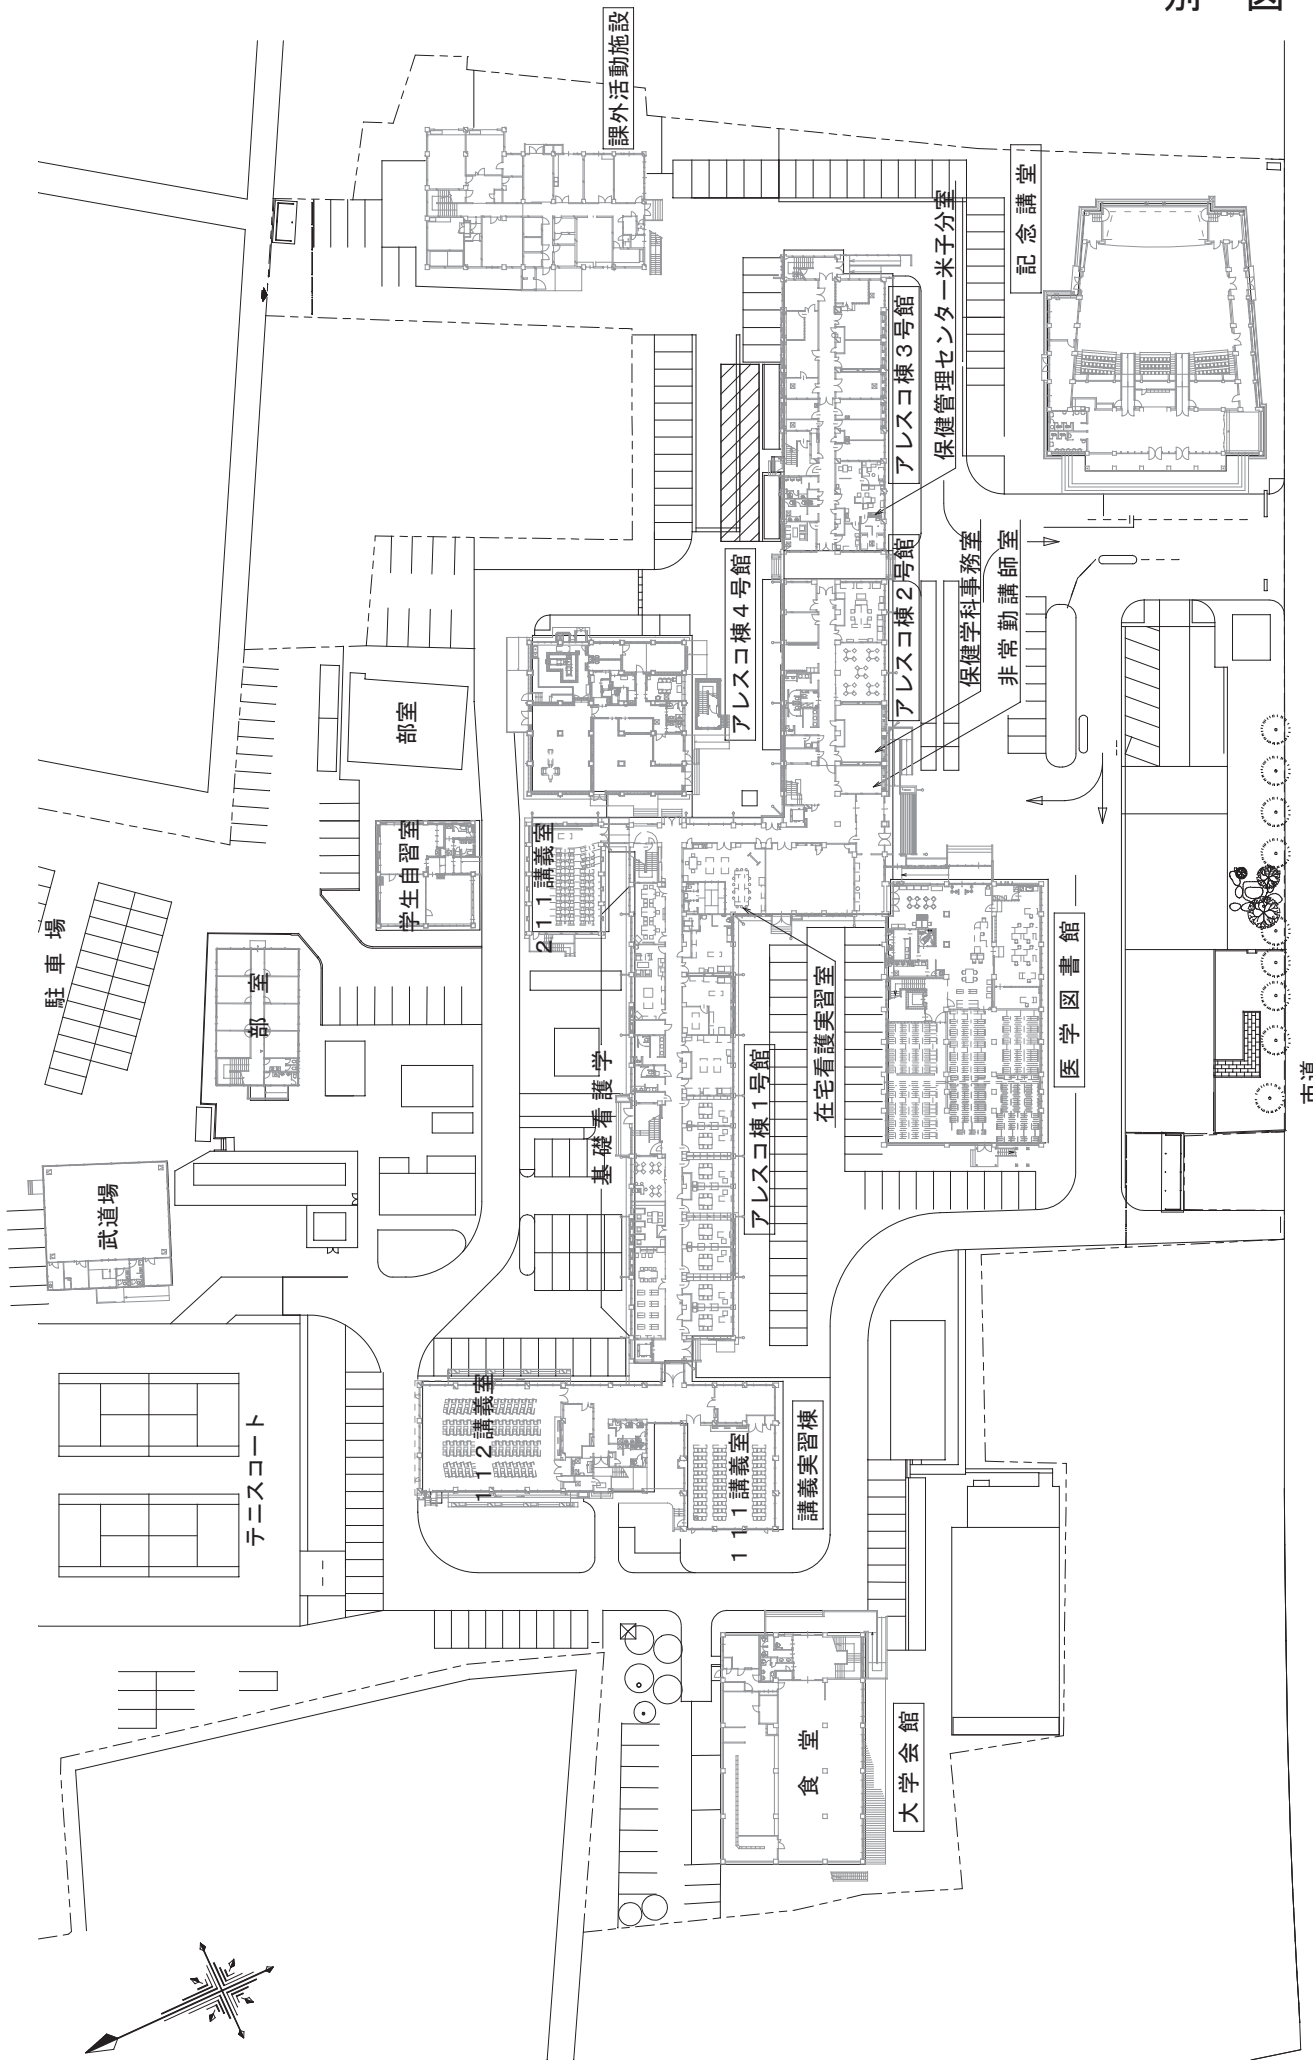 別 図
課外活動施設
記念講堂
保健管理センター米子分室
アレスコ棟3号館
アレスコ棟4号館
アレスコ棟2号館
保健学科事務室
非常勤講師室
部室
学生自習室
211講義室
駐車場
部室
基礎看護学
在宅看護実習室
アレスコ棟1号館
医学図書館
市道
武道場
テニスコート
112講義室
111講義室
講義実習棟
食堂
大学会館